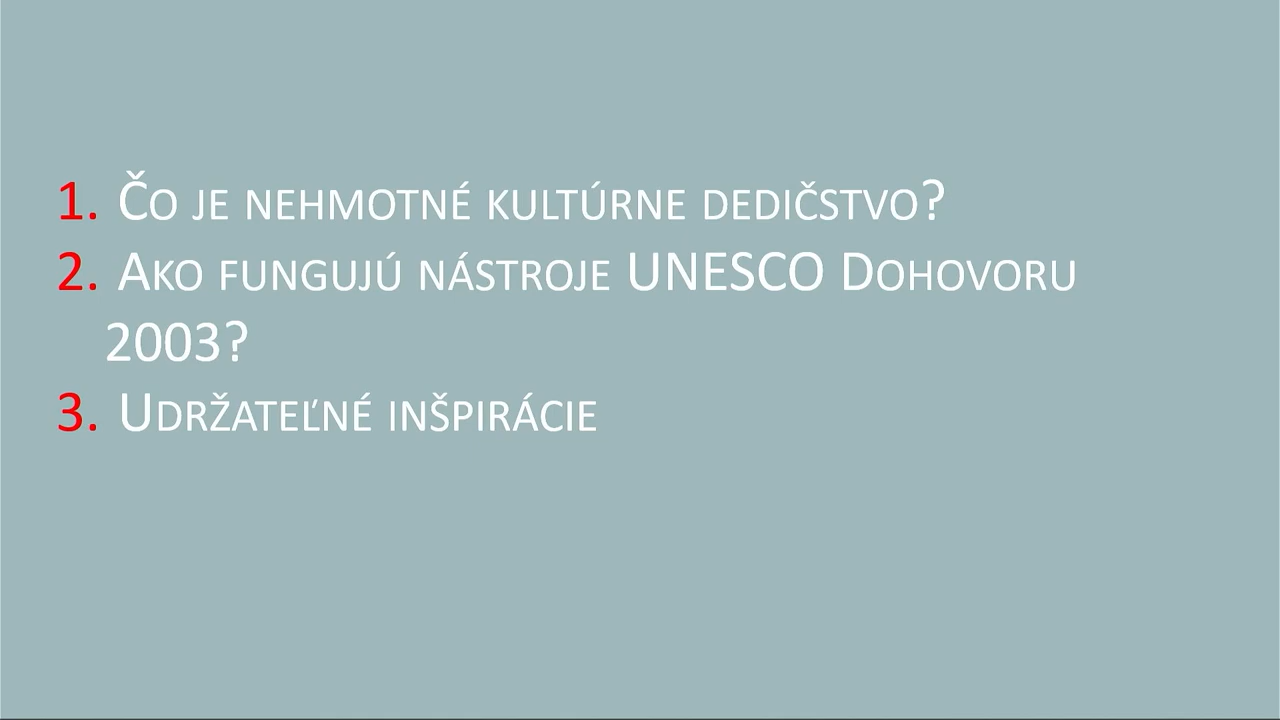 1. Čo je nehmotné kultúrne dedičstvo?
2. Ako fungujú nástroje UNESCO Dohovoru
2003?
3. Udržateľné inšpirácie